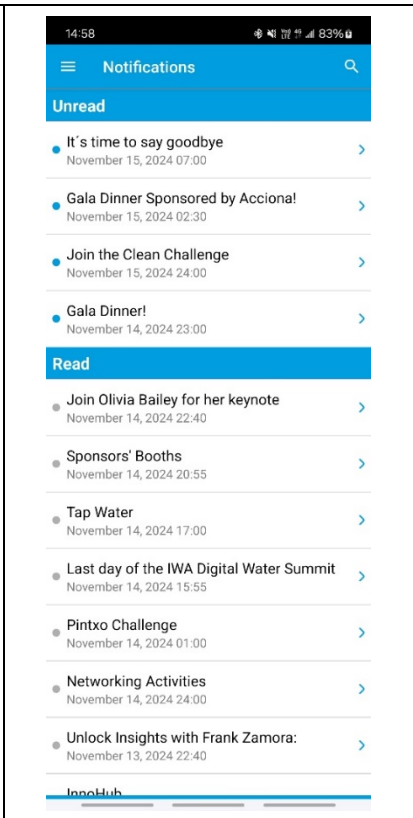 14:58
83%
Notifications
Unread
It´s time to say goodbye
November 15, 2024 07:00
Gala Dinner Sponsored by Acciona!
November 15, 2024 02:30
Join the Clean Challenge
November 15, 2024 24:00
Gala Dinner!
November 14, 2024 23:00
Read
Join Olivia Bailey for her keynote
November 14, 2024 22:40
Sponsors' Booths
November 14, 2024 20:55
Tap Water
November 14, 2024 17:00
Last day of the IWA Digital Water Summit
November 14, 2024 15:55
Pintxo Challenge
November 14, 2024 01:00
Networking Activities
November 14, 2024 24:00
Unlock Insights with Frank Zamora:
November 13, 2024 22:40
InnoHub